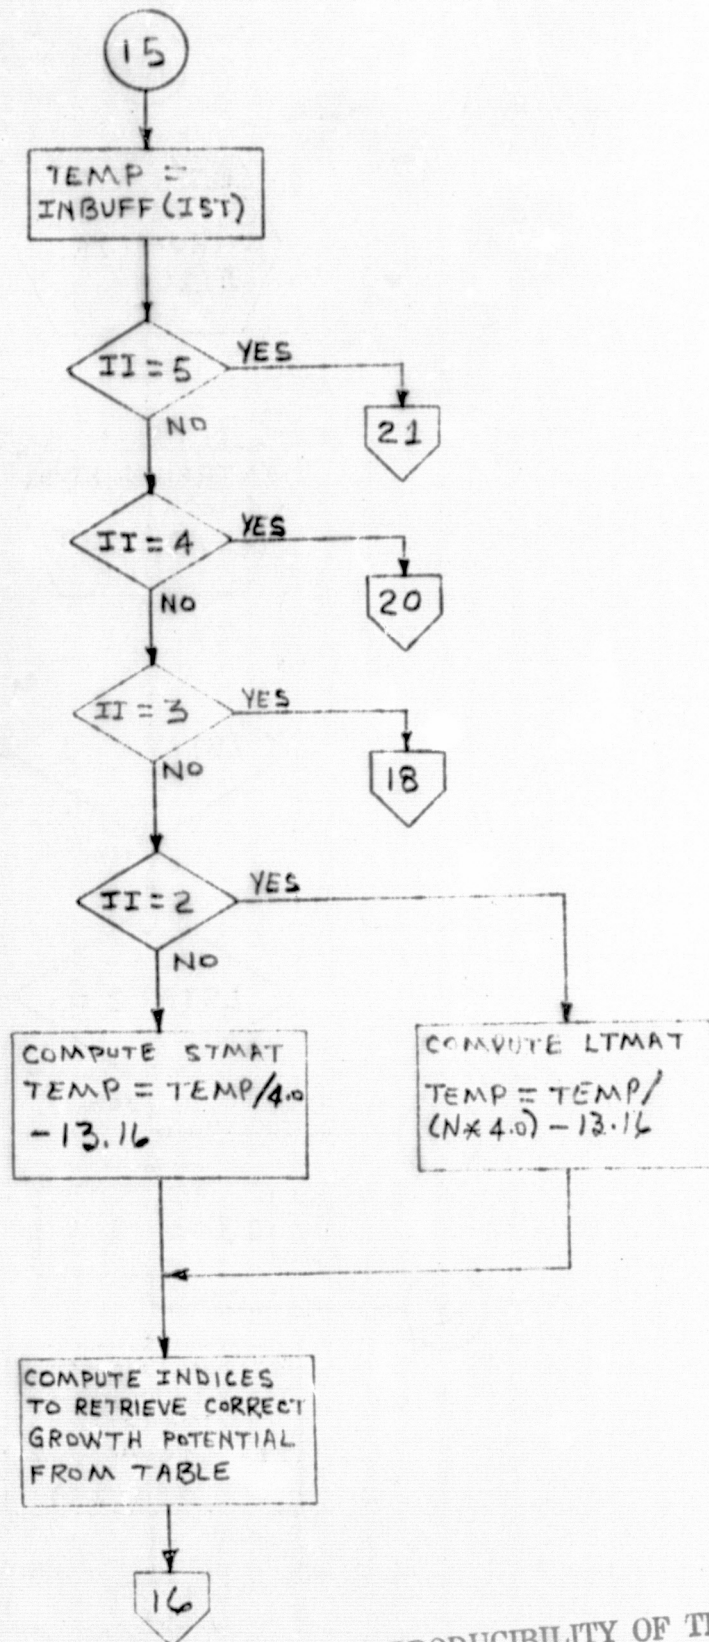 15
TEMP =
INBUFF(IST)
II = 5
YES
NO
21
II = 4
YES
NO
20
II = 3
YES
NO
18
II = 2
YES
NO
COMPUTE STMAT
TEMP = TEMP/4.0
-13.16
COMPUTE LTMAT
TEMP = TEMP/
(N* 4.0) - 13.16
COMPUTE INDICES
TO RETRIEVE CORRECT
GROWTH POTENTIAL
FROM TABLE
16
OF